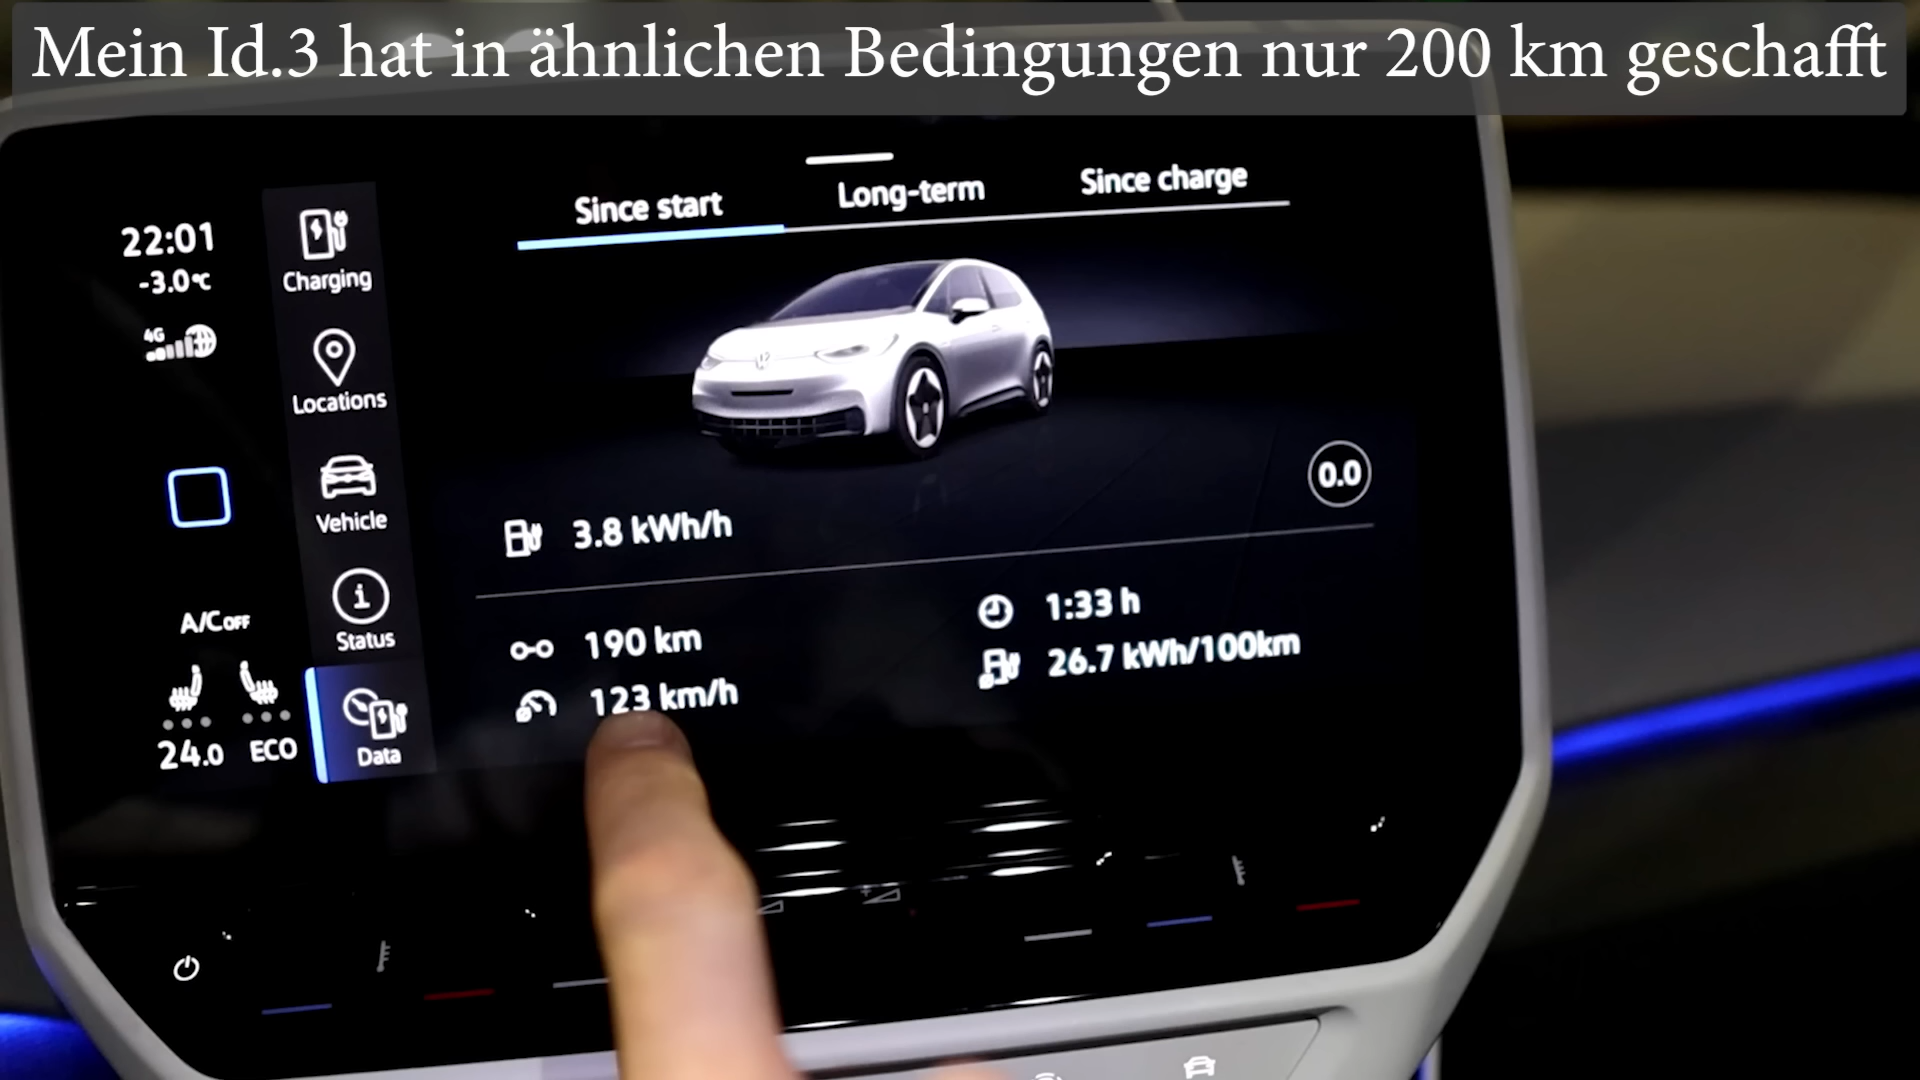 Mein Id.3 hat in ähnlichen Bedingungen nur 200 km geschafft
Since start
Long-term
Since charge
22:01
-3.0°C
4G
Charging
Locations
Vehicle
Status
Data
A/C OFF
24.0
ECO
0.0
3.8 kWh/h
190 km
1:33 h
123 km/h
26.7 kWh/100km